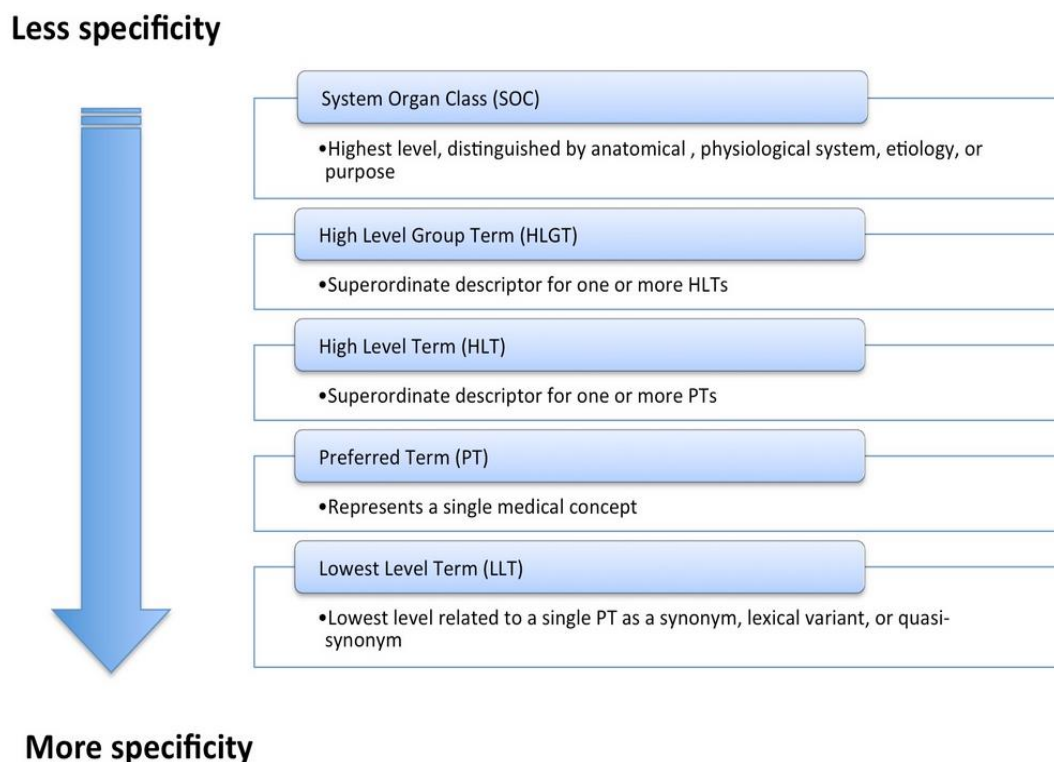 Less specificity
System Organ Class (SOC)
•Highest level, distinguished by anatomical , physiological system, etiology, or
purpose
High Level Group Term (HLGT)
•Superordinate descriptor for one or more HLTs
High Level Term (HLT)
•Superordinate descriptor for one or more PTs
Preferred Term (PT)
•Represents a single medical concept
Lowest Level Term (LLT)
•Lowest level related to a single PT as a synonym, lexical variant, or quasi-
synonym
More specificity